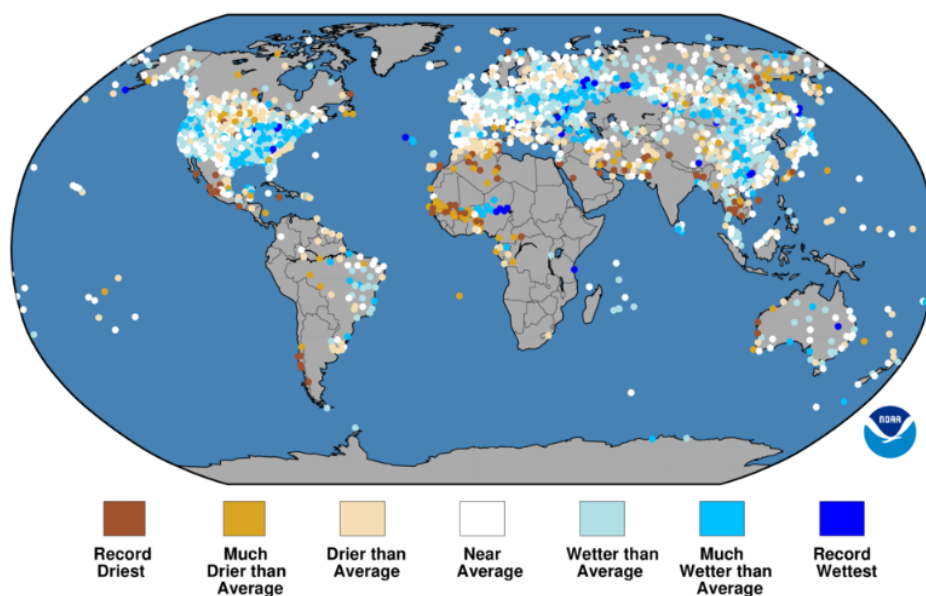 NOAA
Record
Driest
Much
Drier than
Average
Drier than
Average
Near
Average
Wetter than
Average
Much
Wetter than
Average
Record
Wettest